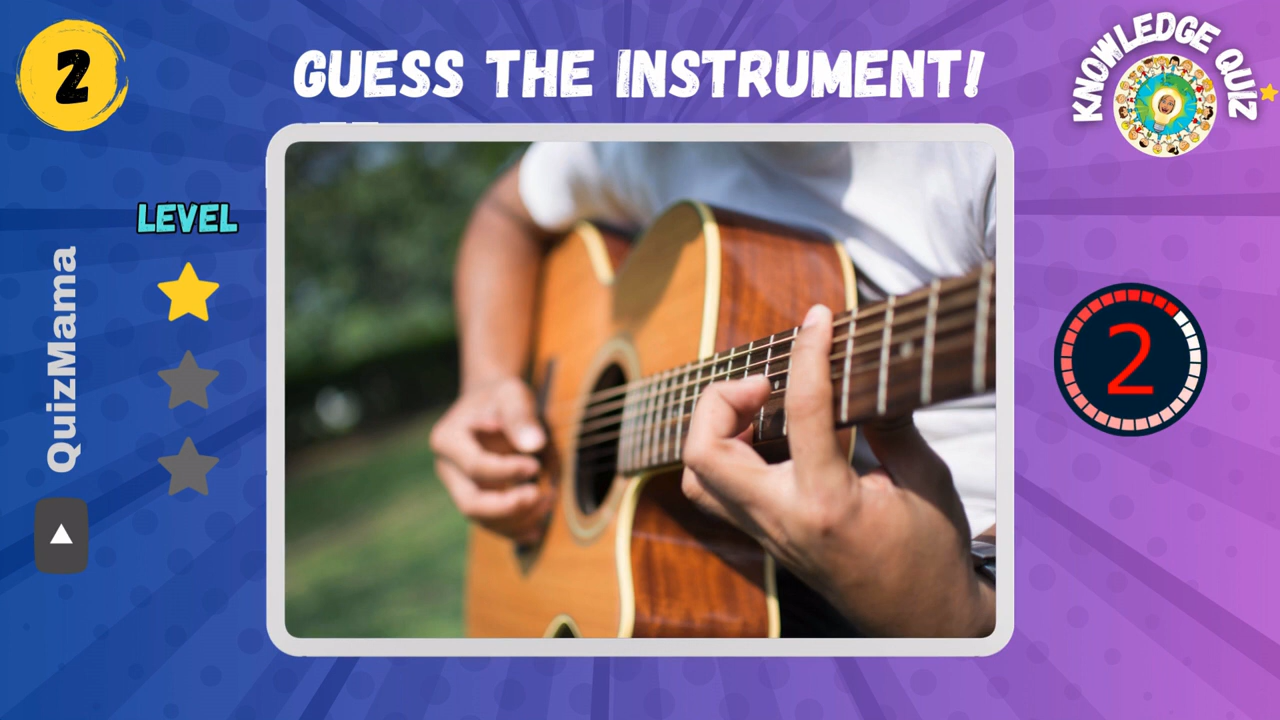 2
GUESS THE INSTRUMENT!
KNOWLEDGE QUIZ
LEVEL
QuizMama
2